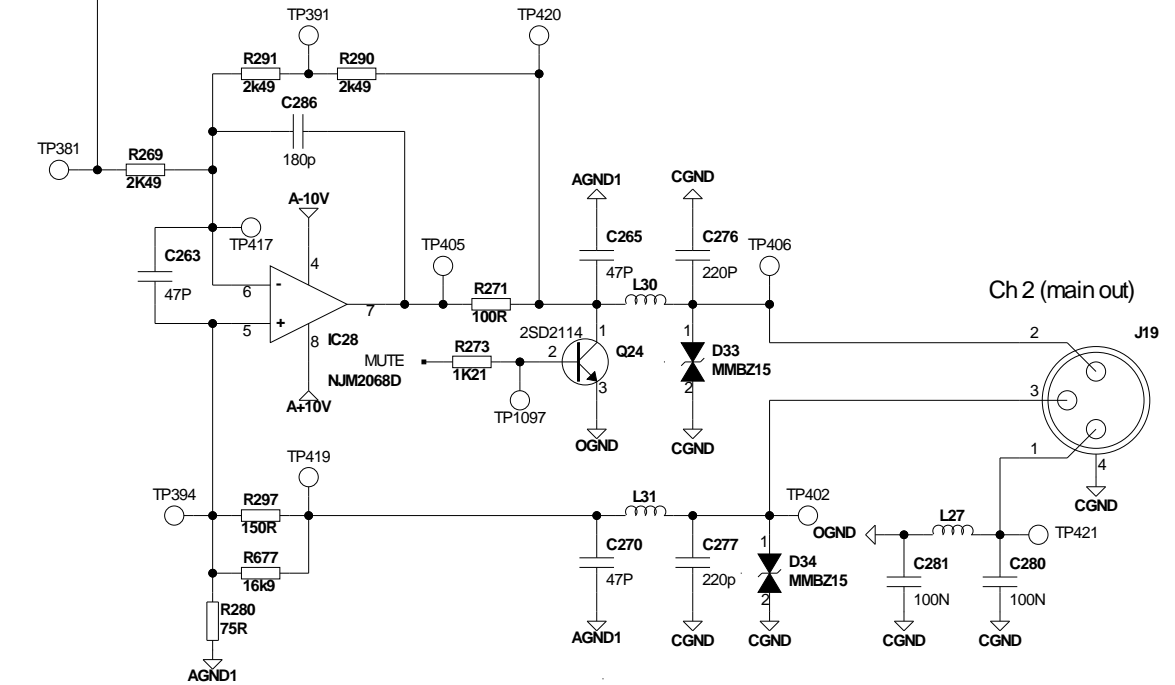 TP391
TP420
R291
2k49
R290
2k49
C286
180p
TP381
R269
2K49
A-10V
AGND1
CGND
TP417
C263
47P
4
TP405
C265
47P
C276
220P
TP406
L30
Ch 2 (main out)
6
-
R271
100R
7
5
+
8
IC28
NJM2068D
2SD2114
1
2
J19
MUTE
R273
1K21
2
Q24
3
1
D33
MMBZ15
2
A+10V
TP1097
OGND
CGND
3
TP419
1
4
CGND
TP394
R297
150R
L31
TP402
L27
OGND
TP421
R677
16k9
C270
47P
C277
220p
1
D34
MMBZ15
2
C281
100N
C280
100N
R280
75R
AGND1
AGND1
CGND
CGND
CGND
CGND